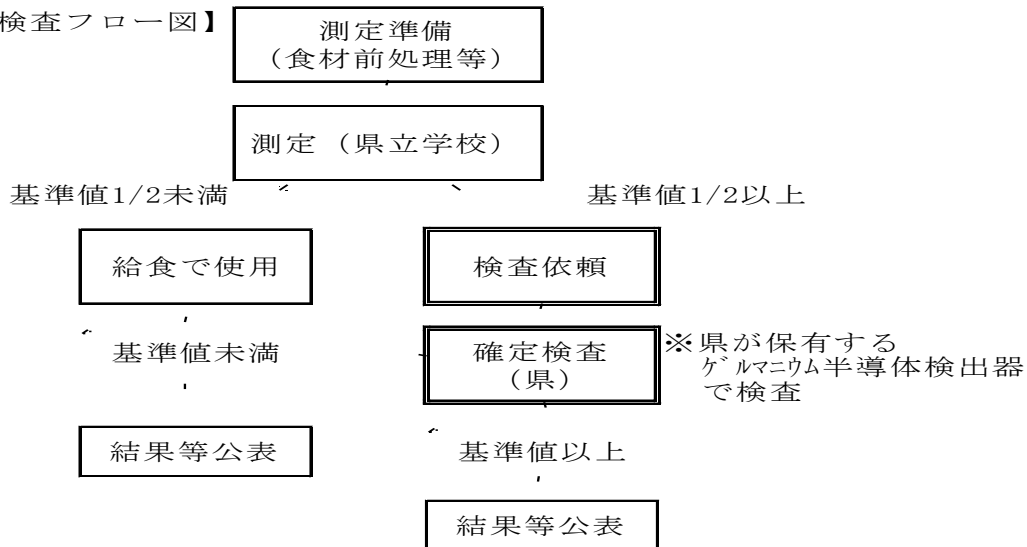 検査フロー図】
測定準備
（食材前処理等）
測定（県立学校）
基準値1/2未満
基準値1/2以上
給食で使用
検査依頼
基準値未満
確定検査
（県）
※県が保有する
ｹﾞﾙﾏﾆｳﾑ半導体検出器
で検査
結果等公表
基準値以上
結果等公表